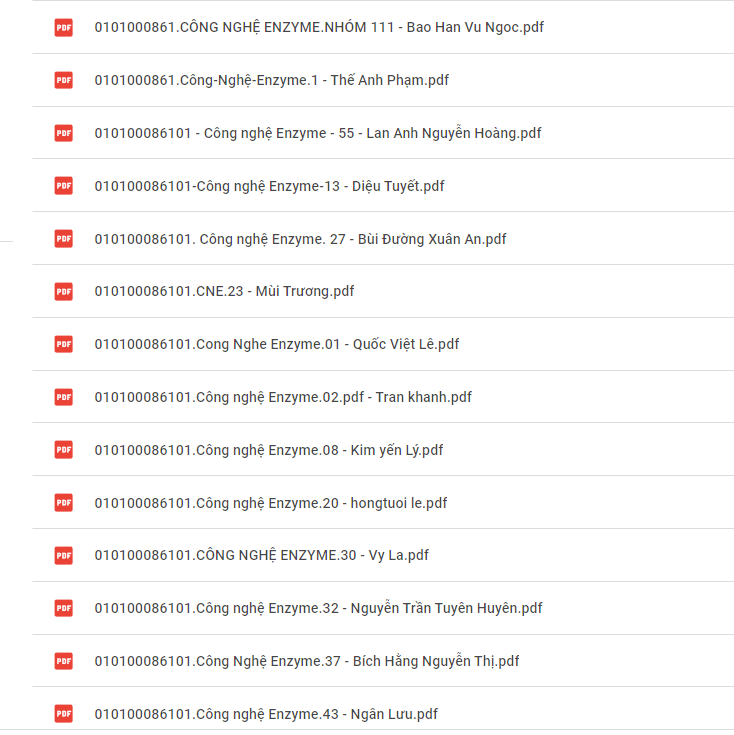 PDF 0101000861.CÔNG NGHỆ ENZYME.NHÓM 111 - Bao Han Vu Ngoc.pdf
PDF 0101000861.Công-Nghệ-Enzyme.1 - Thế Anh Phạm.pdf
PDF 010100086101 - Công nghệ Enzyme - 55 - Lan Anh Nguyễn Hoàng.pdf
PDF 010100086101-Công nghệ Enzyme-13 - Diệu Tuyết.pdf
PDF 010100086101. Công nghệ Enzyme. 27 - Bùi Đường Xuân An.pdf
PDF 010100086101.CNE.23 - Mùi Trương.pdf
PDF 010100086101.Cong Nghe Enzyme.01 - Quốc Việt Lê.pdf
PDF 010100086101.Công nghệ Enzyme.02.pdf - Tran khanh.pdf
PDF 010100086101.Công nghệ Enzyme.08 - Kim yến Lý.pdf
PDF 010100086101.Công nghệ Enzyme.20 - hongtuoi le.pdf
PDF 010100086101.CÔNG NGHỆ ENZYME.30 - Vy La.pdf
PDF 010100086101.Công nghệ Enzyme.32 - Nguyễn Trần Tuyên Huyên.pdf
PDF 010100086101.Công Nghệ Enzyme.37 - Bích Hằng Nguyễn Thị.pdf
PDF 010100086101.Công nghệ Enzyme.43 - Ngân Lưu.pdf